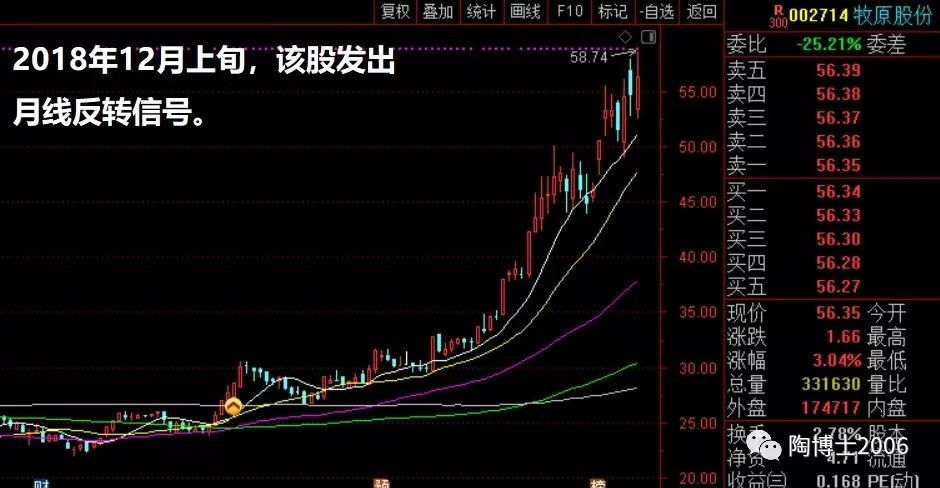 复权 叠加 统计 画线 F10 标记 -自选 返回
R 300 002714 牧原股份
2018年12月上旬，该股发出
月线反转信号。
58.74
55.00
50.00
45.00
40.00
35.00
30.00
25.00
20.00
委比 -25.21% 委差
卖五 56.39
卖四 56.38
卖三 56.37
卖二 56.36
卖一 56.35
买一 56.34
买二 56.33
买三 56.30
买四 56.28
买五 56.27
现价 56.35 今开
涨跌 1.66 最高
涨幅 3.04% 最低
总量 331630 量比
外盘 174717 内盘
换手 2.78% 股本
净资 4.71 流通
收益㈢ 0.168 PE(动)
陶博士2006
财
预
榜